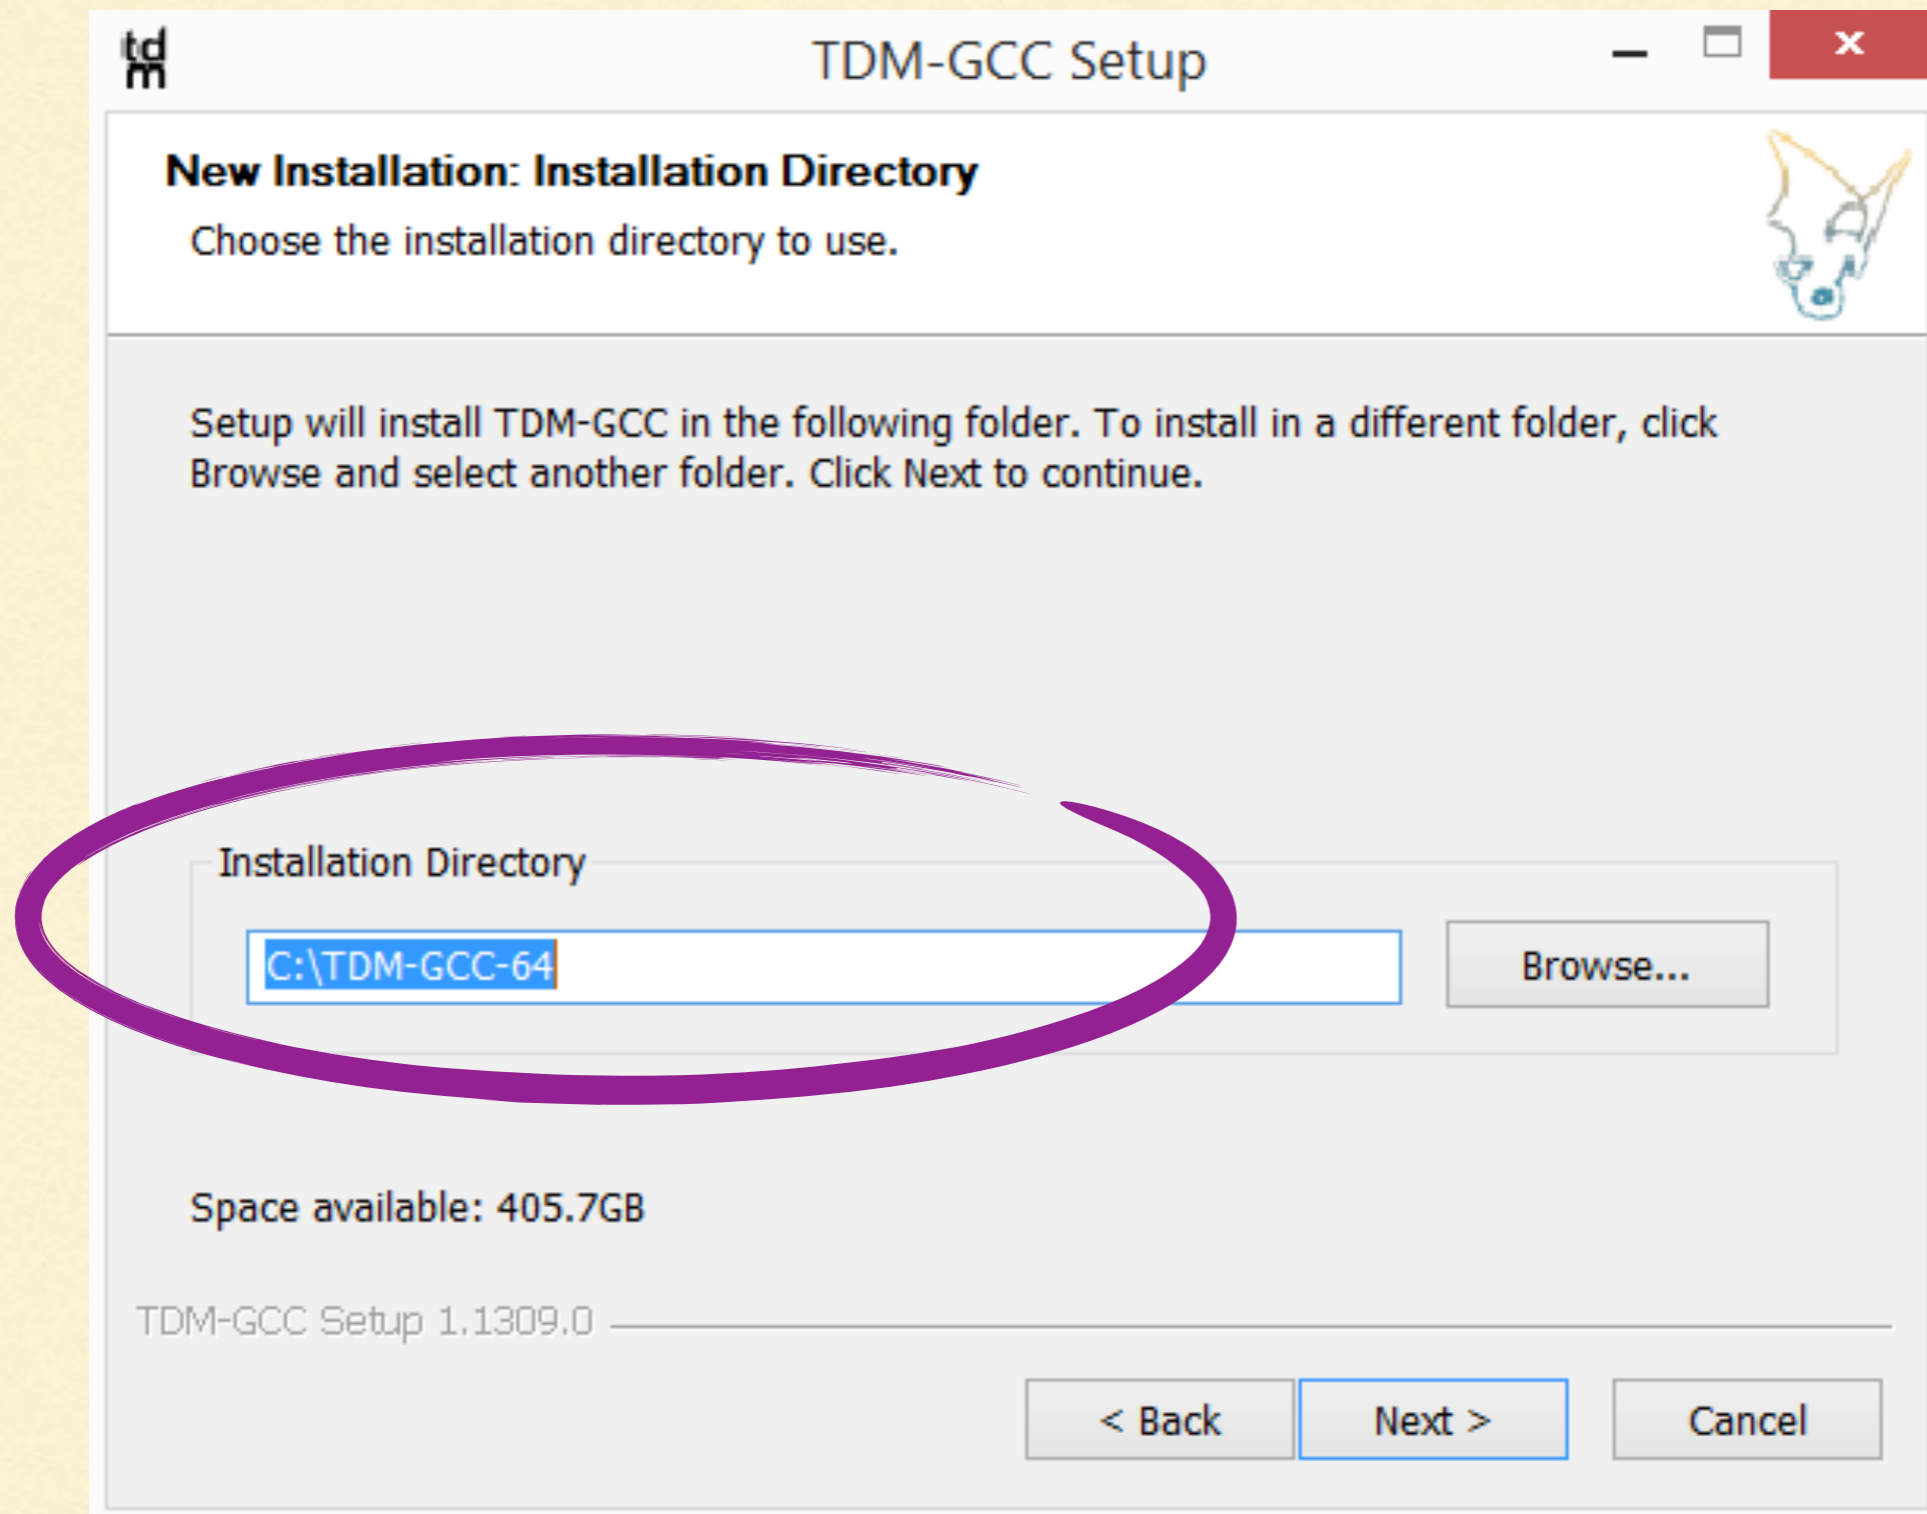 td
m
TDM-GCC Setup
New Installation: Installation Directory
Choose the installation directory to use.
Setup will install TDM-GCC in the following folder. To install in a different folder, click
Browse and select another folder. Click Next to continue.
Installation Directory
C:\TDM-GCC-64
Browse...
Space available: 405.7GB
TDM-GCC Setup 1.1309.0
< Back
Next >
Cancel